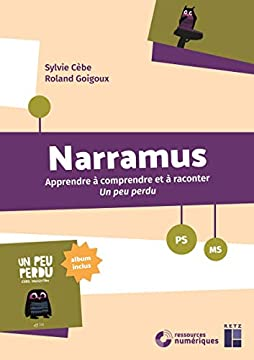 Sylvie Cèbe
Roland Goigoux
Narramus
Apprendre à comprendre et à raconter
Un peu perdu
PS
MS
UN PEU
PERDU
album
inclus
ressources
numériques
RETZ